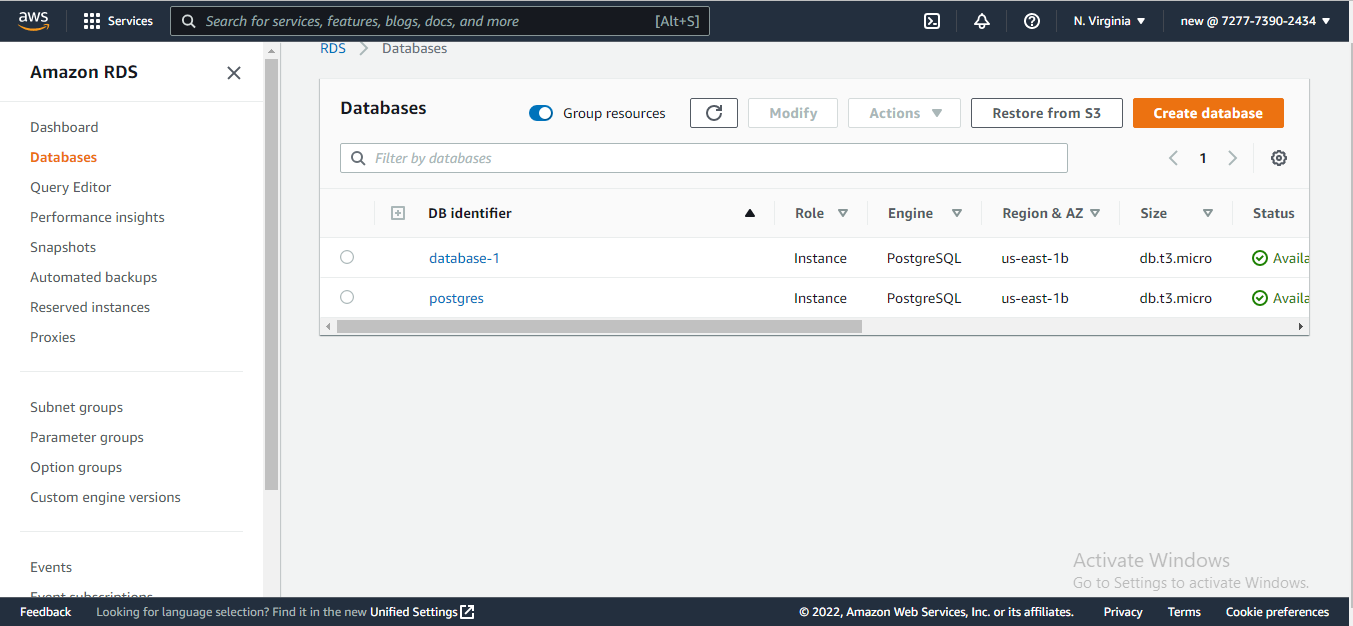 aws
Services
Search for services, features, blogs, docs, and more
[Alt+S]
N. Virginia
new @ 7277-7390-2434
Amazon RDS
Dashboard
Databases
Query Editor
Performance insights
Snapshots
Automated backups
Reserved instances
Proxies
Subnet groups
Parameter groups
Option groups
Custom engine versions
Events
Event subscriptions
RDS
Databases
Databases
Group resources
Modify
Actions
Restore from S3
Create database
Filter by databases
1
DB identifier
Role
Engine
Region & AZ
Size
Status
database-1
Instance
PostgreSQL
us-east-1b
db.t3.micro
Availa
postgres
Instance
PostgreSQL
us-east-1b
db.t3.micro
Availa
Activate Windows
Go to Settings to activate Windows.
Feedback
Looking for language selection? Find it in the new Unified Settings
© 2022, Amazon Web Services, Inc. or its affiliates.
Privacy
Terms
Cookie preferences